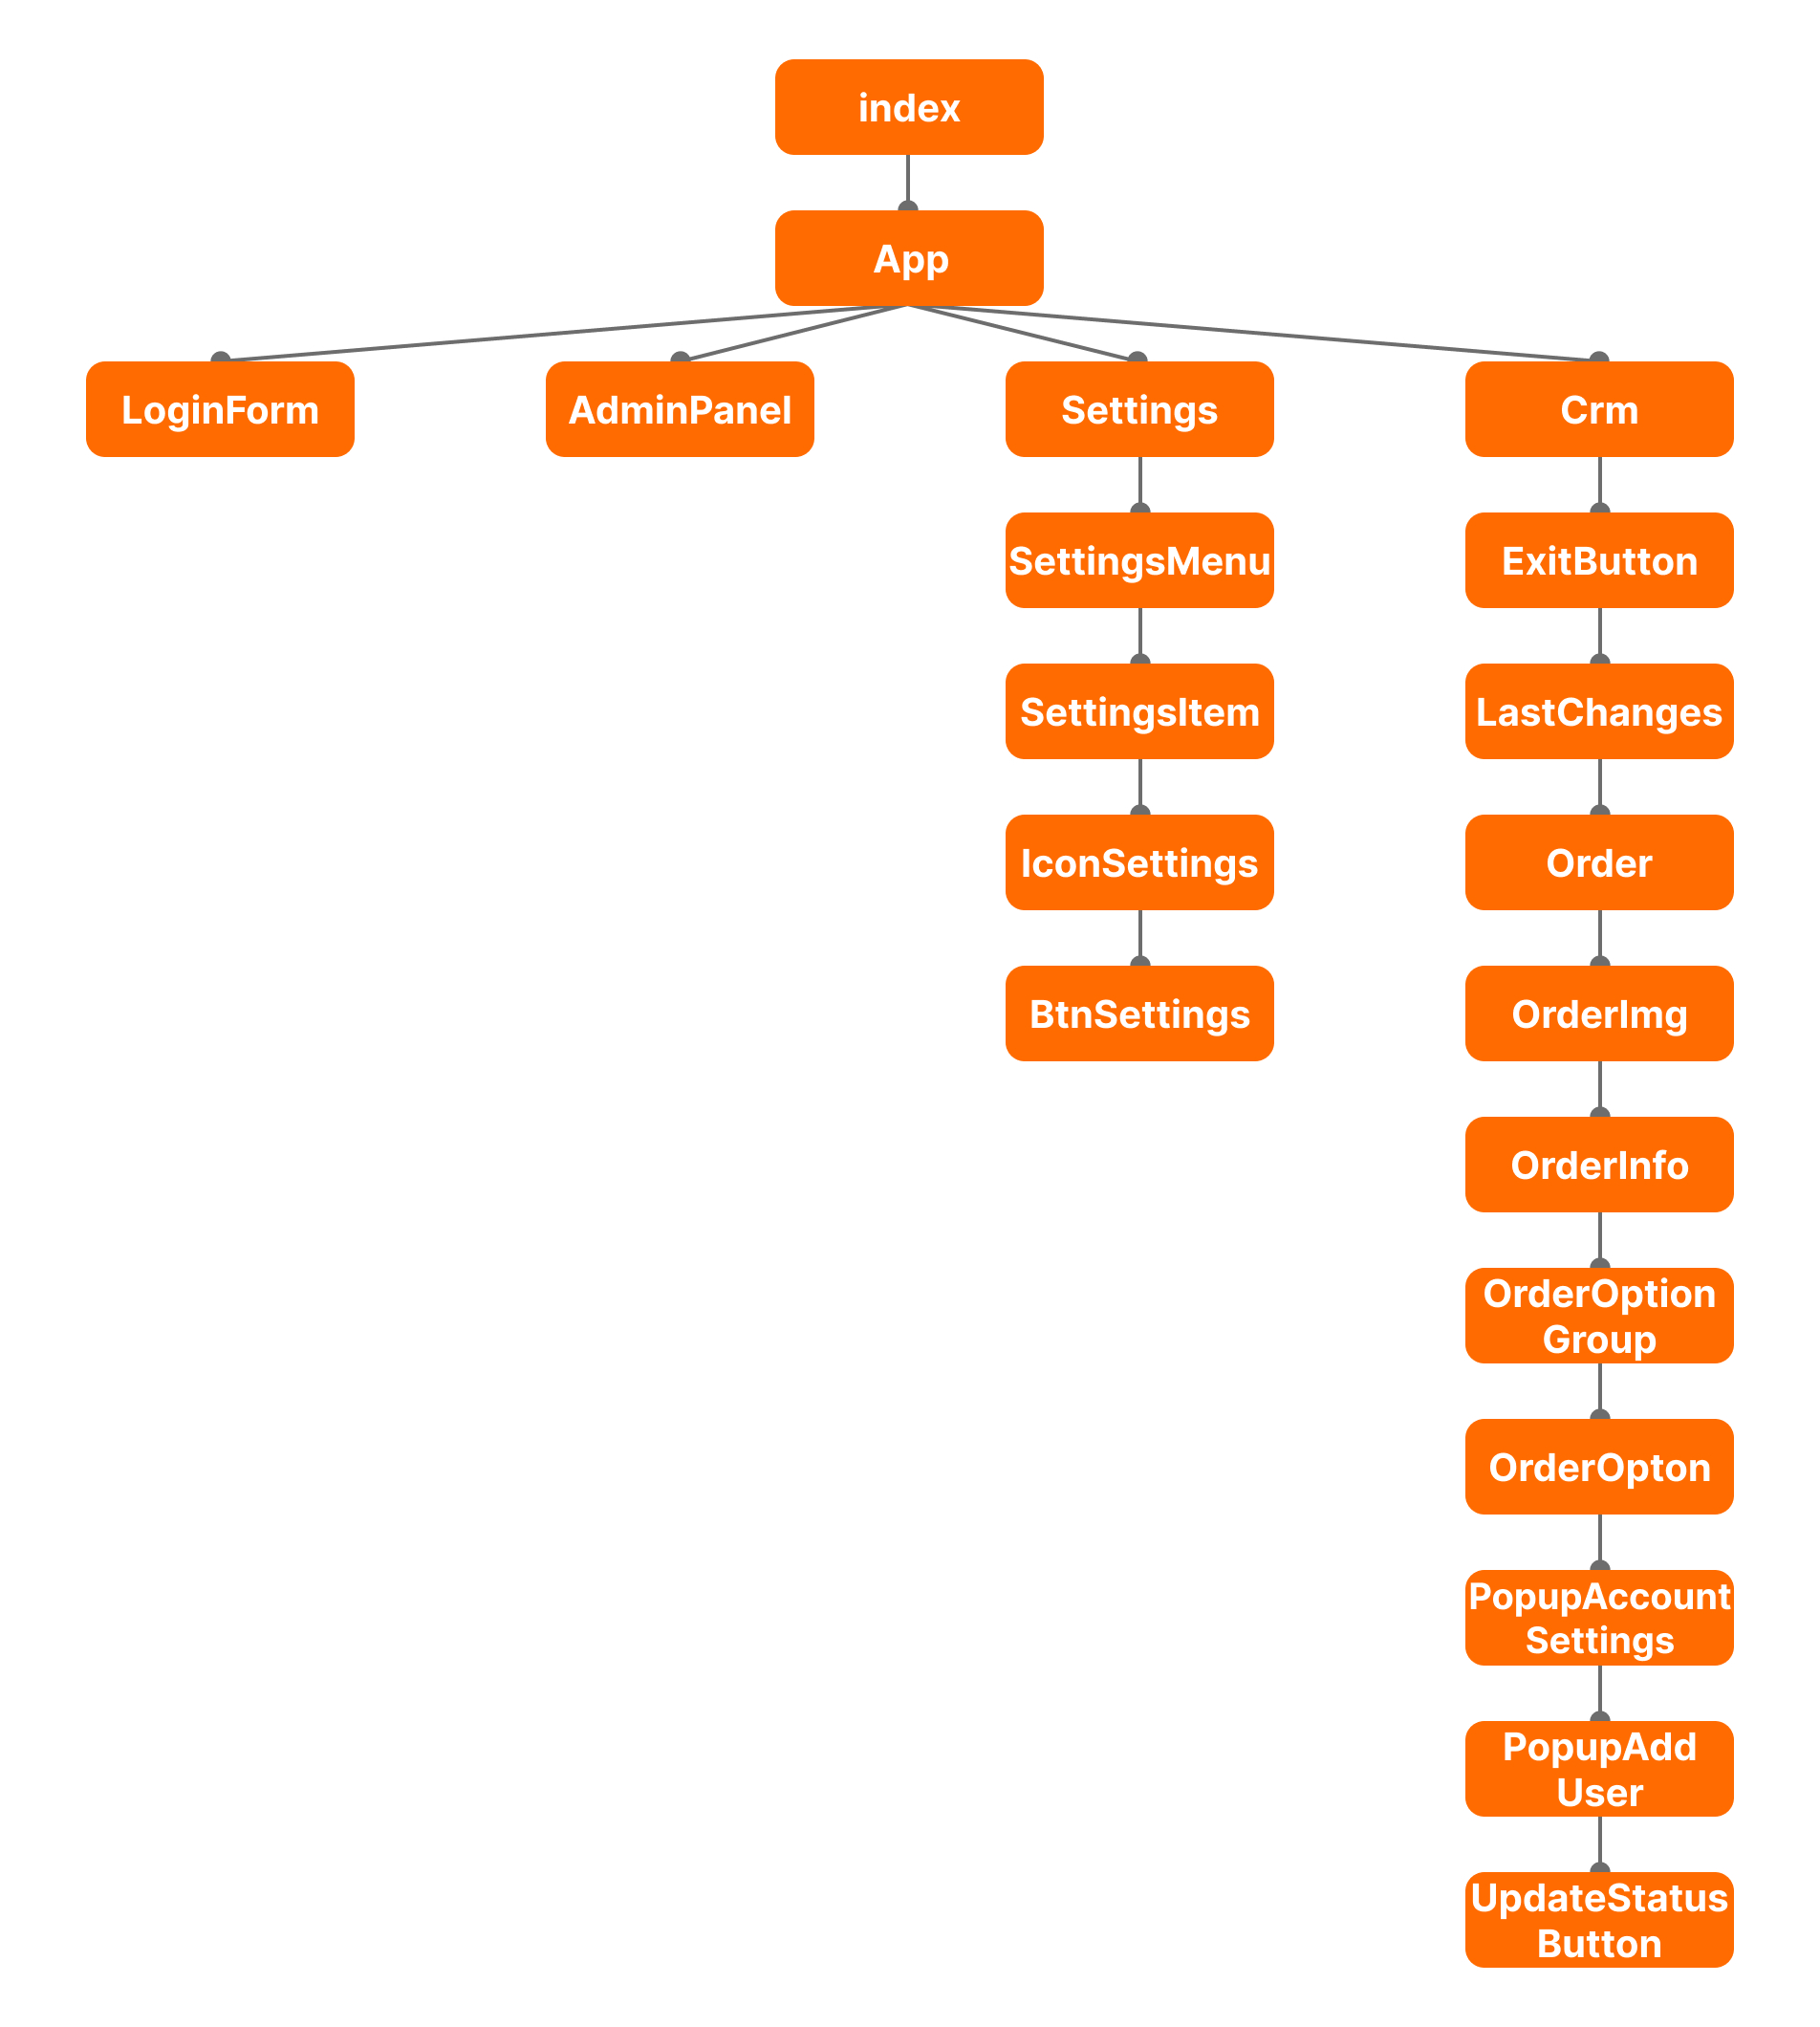 index
App
LoginForm
AdminPanel
Settings
Crm
SettingsMenu
ExitButton
SettingsItem
LastChanges
IconSettings
Order
BtnSettings
OrderImg
OrderInfo
OrderOption
Group
OrderOpton
PopupAccount
Settings
PopupAdd
User
UpdateStatus
Button